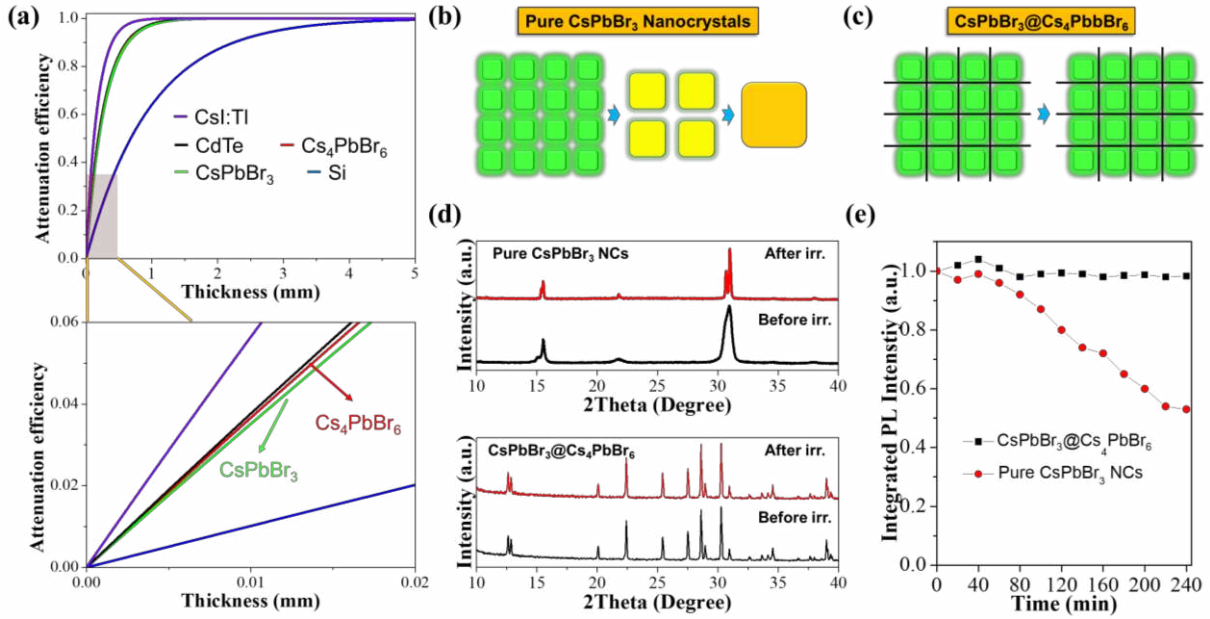 (a)
1.0
0.8
0.6
0.4
0.2
0.0
Attenuation efficiency
CsI:Tl
CdTe
Cs₄PbBr₆
CsPbBr₃
Si
0 1 2 3 4 5
Thickness (mm)
0.06
0.04
0.02
0.00
Attenuation efficiency
Cs₄PbBr₆
CsPbBr₃
0.00 0.01 0.02
Thickness (mm)
(b)
Pure CsPbBr₃ Nanocrystals
(c)
CsPbBr₃@Cs₄PbbBr₆
(d)
Pure CsPbBr₃ NCs
After irr.
Before irr.
Intensity (a.u.)
10 15 20 25 30 35 40
2Theta (Degree)
CsPbBr₃@Cs₄PbBr₆
After irr.
Before irr.
Intensity (a.u.)
10 15 20 25 30 35 40
2Theta (Degree)
(e)
1.0
0.8
0.6
0.4
0.2
0.0
Integrated PL Intenstiy (a.u.)
CsPbBr₃@Cs₄PbBr₆
Pure CsPbBr₃ NCs
0 40 80 120 160 200 240
Time (min)